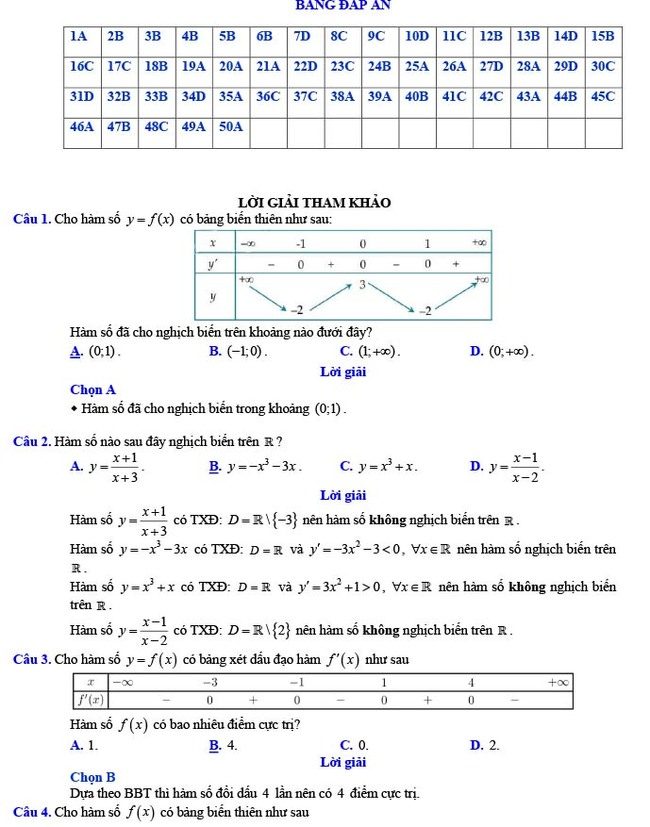 BẢNG ĐÁP ÁN
1A 2B 3B 4B 5B 6B 7D 8C 9C 10D 11C 12B 13B 14D 15B
16C 17C 18B 19A 20A 21A 22D 23C 24B 25A 26A 27D 28A 29D 30C
31D 32B 33B 34D 35A 36C 37C 38A 39A 40B 41C 42C 43A 44B 45C
46A 47B 48C 49A 50A
LỜI GIẢI THAM KHẢO
Câu 1. Cho hàm số y = f(x) có bảng biến thiên như sau:
x −∞ -1 0 1 +∞
y′ − 0 + 0 − 0 +
+∞ 3 +∞
y
−2 −2
Hàm số đã cho nghịch biến trên khoảng nào dưới đây?
A. (0;1). B. (−1;0). C. (1;+∞). D. (0;+∞).
Lời giải
Chọn A
♦ Hàm số đã cho nghịch biến trong khoảng (0;1).
Câu 2. Hàm số nào sau đây nghịch biến trên ℝ?
A. y = (x+1)/(x+3). B. y = −x³ − 3x. C. y = x³ + x. D. y = (x−1)/(x−2).
Lời giải
Hàm số y = (x+1)/(x+3) có TXĐ: D = ℝ\{−3} nên hàm số không nghịch biến trên ℝ.
Hàm số y = −x³ − 3x có TXĐ: D = ℝ và y′ = −3x² − 3 < 0, ∀x∈ℝ nên hàm số nghịch biến trên
ℝ.
Hàm số y = x³ + x có TXĐ: D = ℝ và y′ = 3x² + 1 > 0, ∀x∈ℝ nên hàm số không nghịch biến
trên ℝ.
Hàm số y = (x−1)/(x−2) có TXĐ: D = ℝ\{2} nên hàm số không nghịch biến trên ℝ.
Câu 3. Cho hàm số y = f(x) có bảng xét dấu đạo hàm f′(x) như sau
x −∞ −3 −1 1 4 +∞
f′(x) − 0 + 0 − 0 + 0 −
Hàm số f(x) có bao nhiêu điểm cực trị?
A. 1. B. 4. C. 0. D. 2.
Lời giải
Chọn B
Dựa theo BBT thì hàm số đổi dấu 4 lần nên có 4 điểm cực trị.
Câu 4. Cho hàm số f(x) có bảng biến thiên như sau